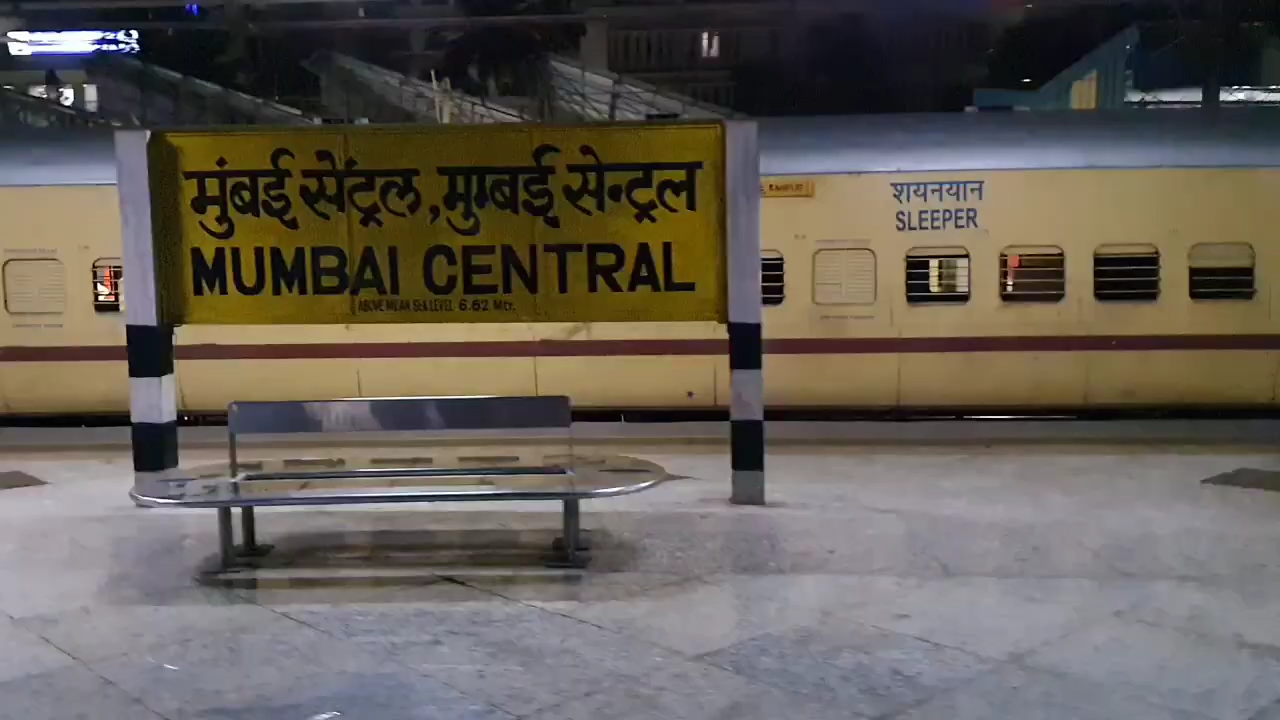 मुंबई सेंट्रल, मुम्बई सेन्ट्रल
MUMBAI CENTRAL
ABOVE MEAN SEA LEVEL 6.62 Mtr.
शयनयान
SLEEPER